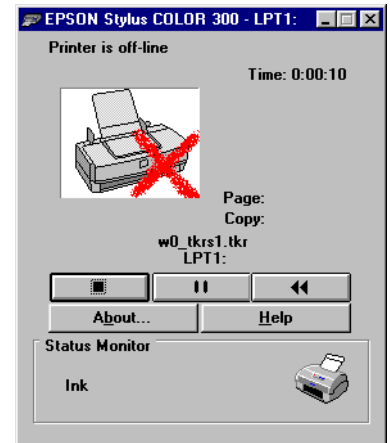 EPSON Stylus COLOR 300 - LPT1:
Printer is off-line
Time: 0:00:10
Page:
Copy:
w0_tkrs1.tkr
LPT1:
About...
Help
Status Monitor
Ink